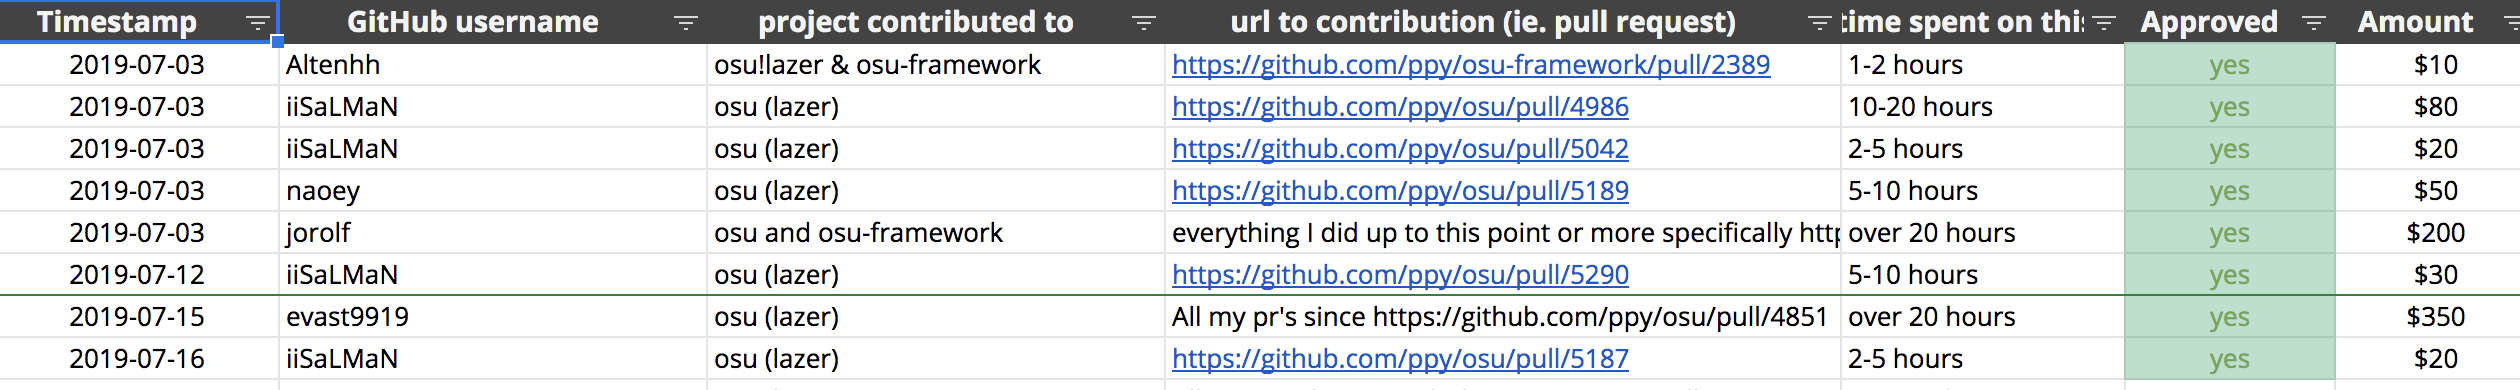 Timestamp GitHub username project contributed to url to contribution (ie. pull request) time spent on this Approved Amount
2019-07-03 Altenhh osu!lazer & osu-framework https://github.com/ppy/osu-framework/pull/2389 1-2 hours yes $10
2019-07-03 iiSaLMaN osu (lazer) https://github.com/ppy/osu/pull/4986 10-20 hours yes $80
2019-07-03 iiSaLMaN osu (lazer) https://github.com/ppy/osu/pull/5042 2-5 hours yes $20
2019-07-03 naoey osu (lazer) https://github.com/ppy/osu/pull/5189 5-10 hours yes $50
2019-07-03 jorolf osu and osu-framework everything I did up to this point or more specifically http over 20 hours yes $200
2019-07-12 iiSaLMaN osu (lazer) https://github.com/ppy/osu/pull/5290 5-10 hours yes $30
2019-07-15 evast9919 osu (lazer) All my pr's since https://github.com/ppy/osu/pull/4851 over 20 hours yes $350
2019-07-16 iiSaLMaN osu (lazer) https://github.com/ppy/osu/pull/5187 2-5 hours yes $20